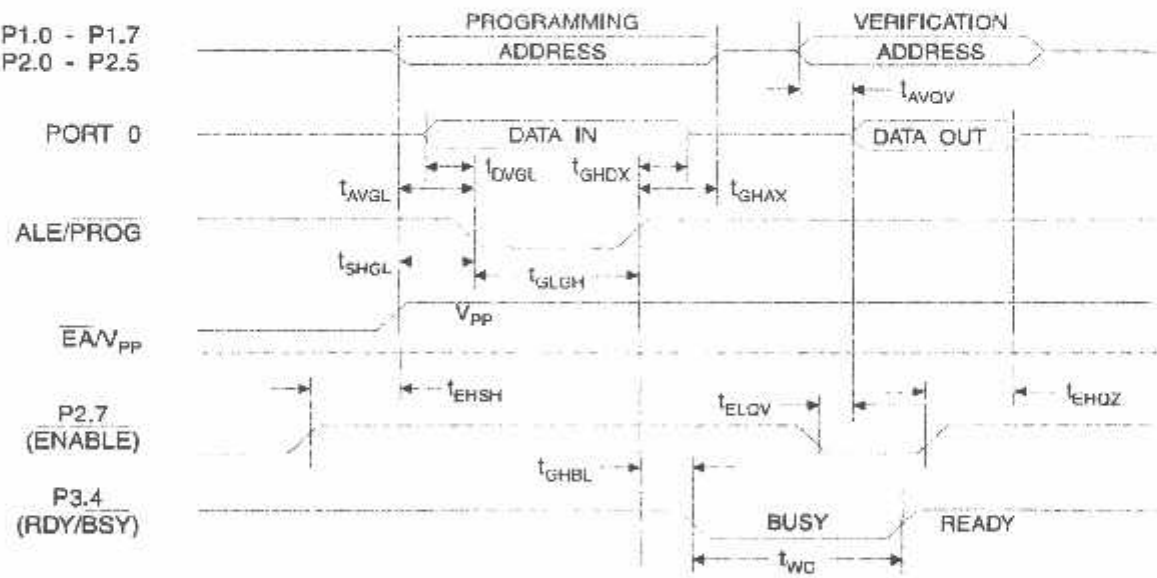 PROGRAMMING
VERIFICATION
P1.0 - P1.7
P2.0 - P2.5
ADDRESS
ADDRESS
tAVQV
PORT 0
DATA IN
DATA OUT
tDVGL
tGHDX
tAVGL
tGHAX
ALE/PROG
tSHGL
tGLGH
VPP
EA/VPP
tEHSH
tELQV
tEHQZ
P2.7
(ENABLE)
tGHBL
P3.4
(RDY/BSY)
BUSY
READY
tWC